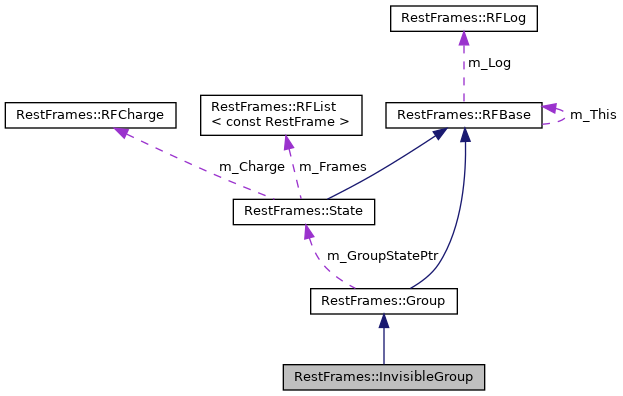 RestFrames::RFLog
m_Log
RestFrames::RFCharge
RestFrames::RFList
< const RestFrame >
RestFrames::RFBase
m_This
m_Charge
m_Frames
RestFrames::State
m_GroupStatePtr
RestFrames::Group
RestFrames::InvisibleGroup